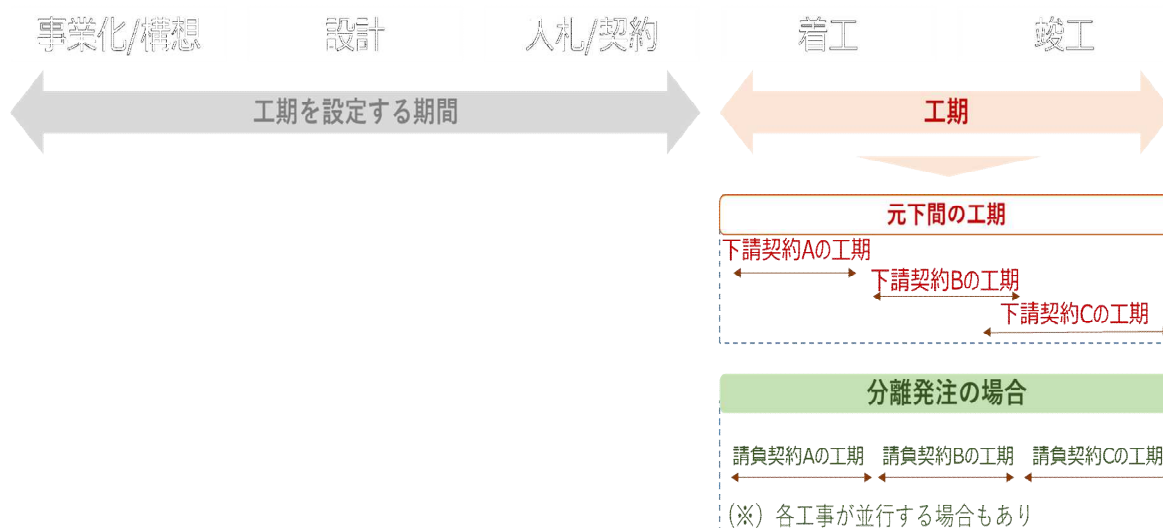 事業化/構想 設計 入札/契約 着工 竣工
工期を設定する期間 工期
元下間の工期
下請契約Aの工期
下請契約Bの工期
下請契約Cの工期
分離発注の場合
請負契約Aの工期 請負契約Bの工期 請負契約Cの工期
(※) 各工事が並行する場合もあり